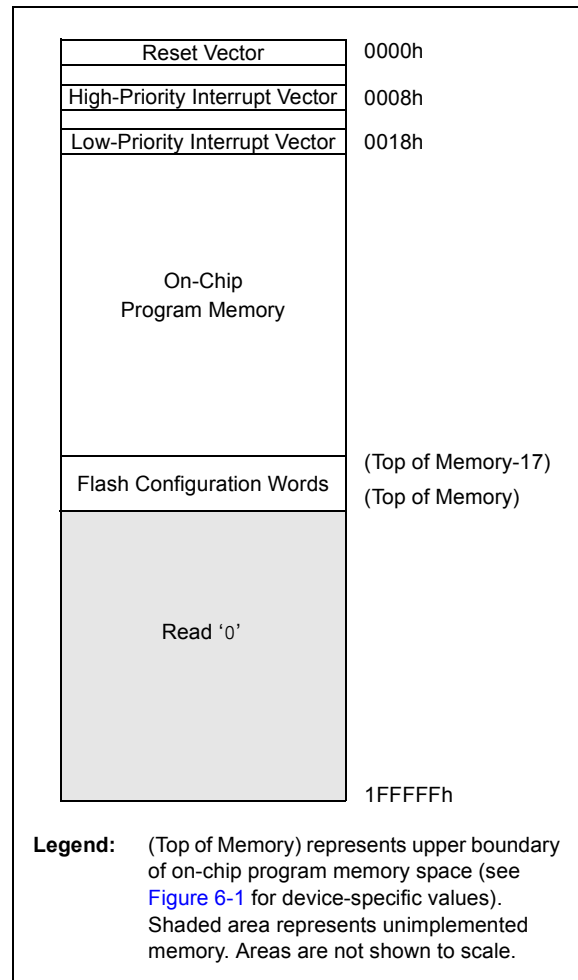 Reset Vector 0000h
High-Priority Interrupt Vector 0008h
Low-Priority Interrupt Vector 0018h
On-Chip
Program Memory
(Top of Memory-17)
Flash Configuration Words
(Top of Memory)
Read ‘0’
1FFFFFh
Legend: (Top of Memory) represents upper boundary
of on-chip program memory space (see
Figure 6-1 for device-specific values).
Shaded area represents unimplemented
memory. Areas are not shown to scale.